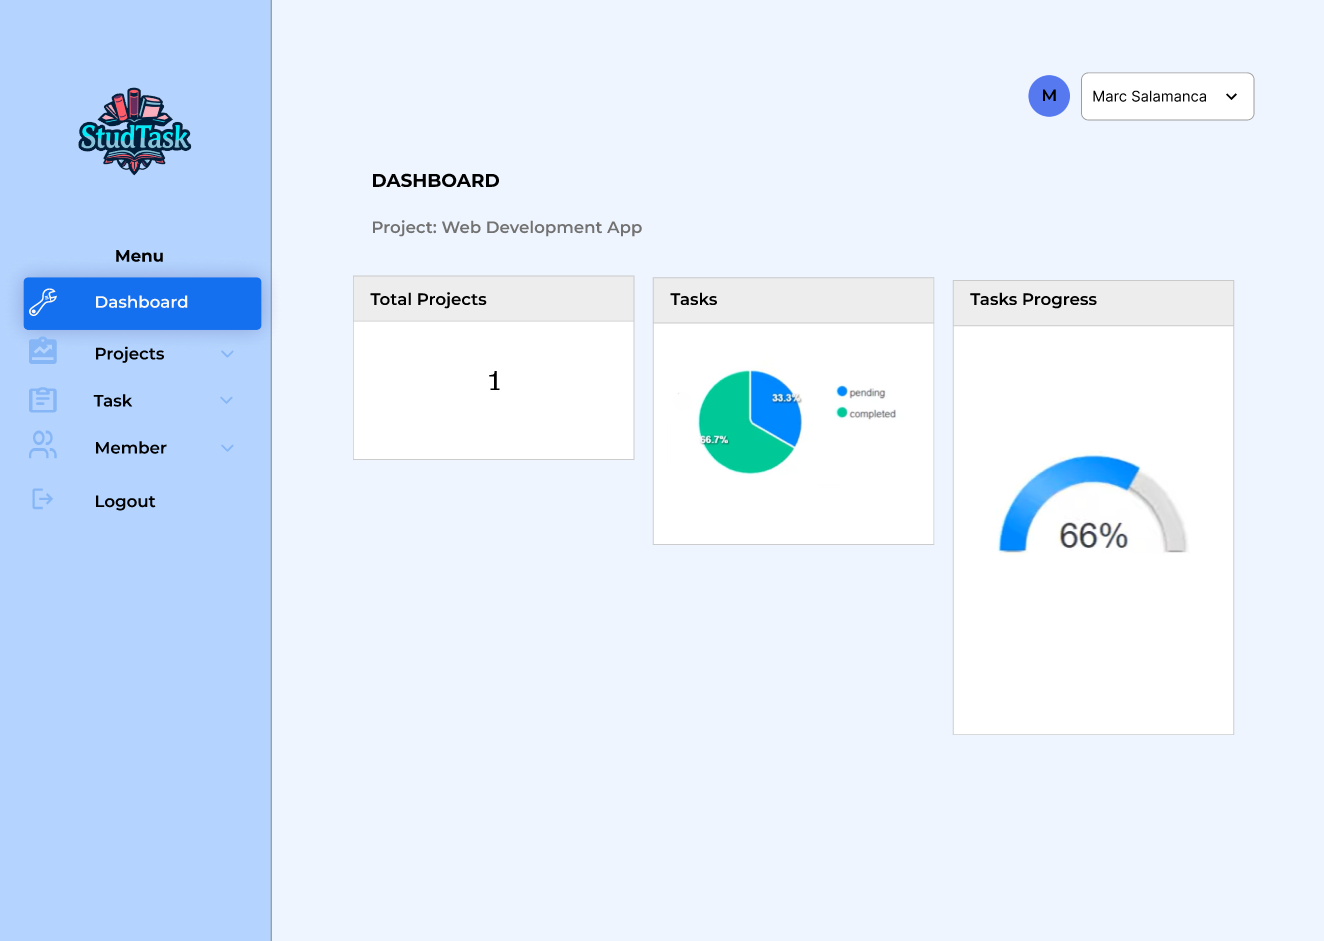 StudTask
M
Marc Salamanca
DASHBOARD
Project: Web Development App
Menu
Dashboard
Projects
Task
Member
Logout
Total Projects
1
Tasks
33.3%
66.7%
pending
completed
Tasks Progress
66%